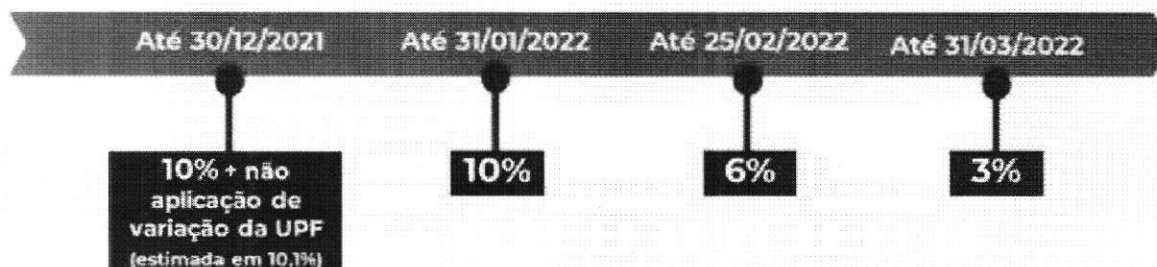 Até 30/12/2021 Até 31/01/2022 Até 25/02/2022 Até 31/03/2022
10% + não
aplicação de
variação da UPF
(estimada em 10,1%)
10%
6%
3%